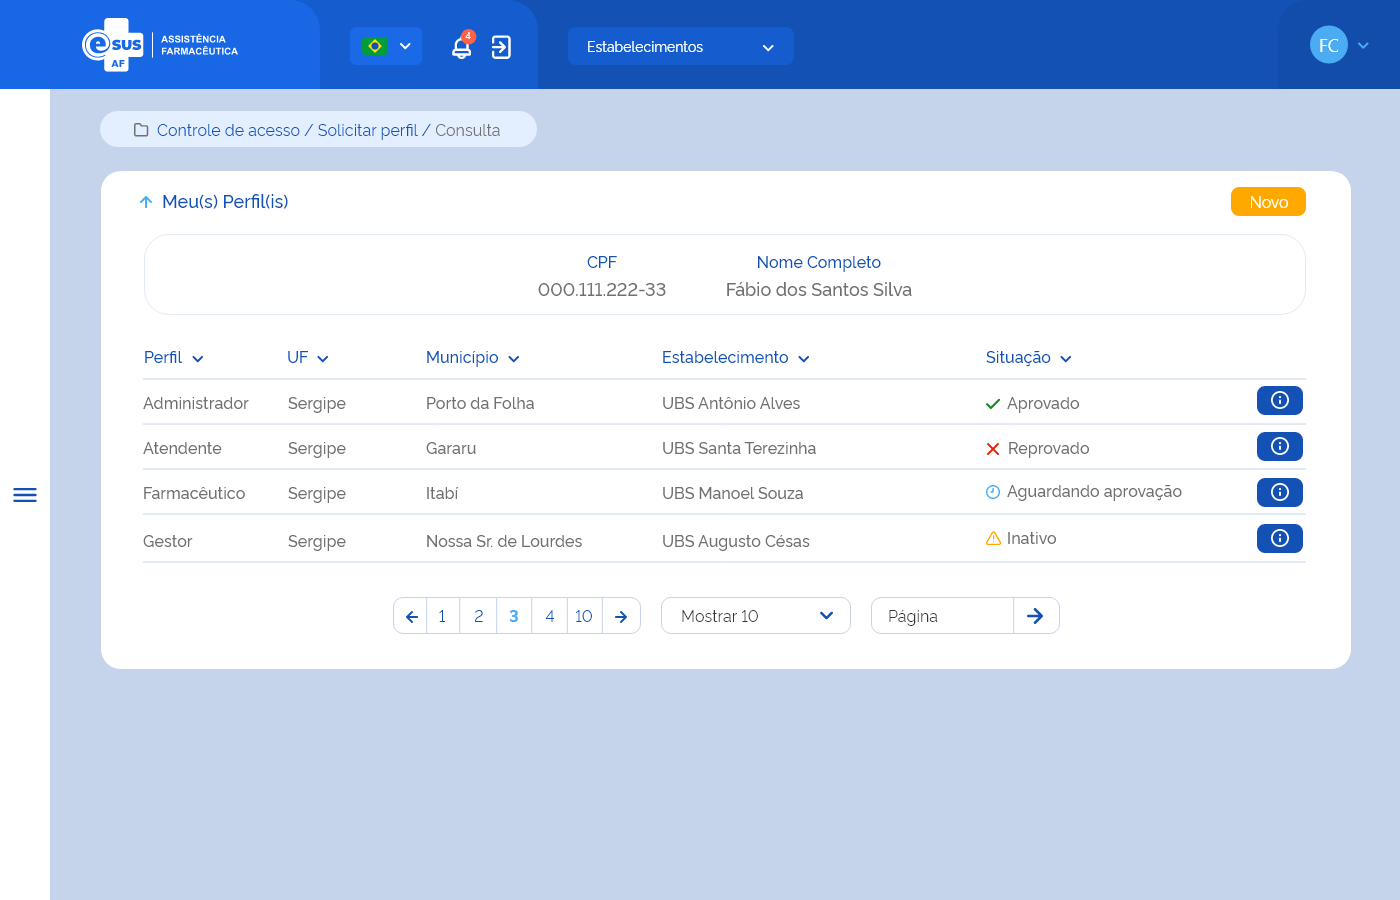 e sus AF
ASSISTÊNCIA
FARMACÊUTICA
4
Estabelecimentos
FC
Controle de acesso / Solicitar perfil / Consulta
Meu(s) Perfil(is)
Novo
CPF Nome Completo
000.111.222-33 Fábio dos Santos Silva
Perfil UF Município Estabelecimento Situação
Administrador Sergipe Porto da Folha UBS Antônio Alves Aprovado
Atendente Sergipe Gararu UBS Santa Terezinha Reprovado
Farmacêutico Sergipe Itabí UBS Manoel Souza Aguardando aprovação
Gestor Sergipe Nossa Sr. de Lourdes UBS Augusto Césas Inativo
1 2 3 4 10 Mostrar 10 Página